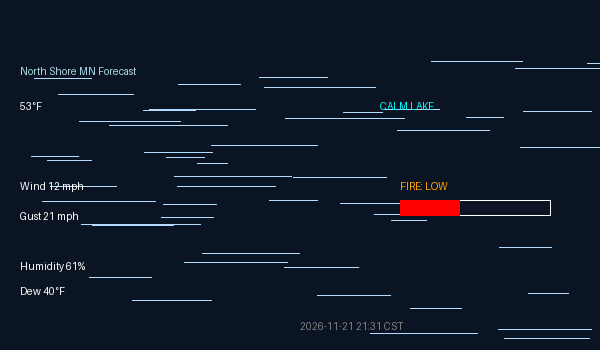 North Shore MN Forecast
53°F
CALM LAKE
Wind 12 mph
FIRE: LOW
Gust 21 mph
Humidity 61%
Dew 40°F
2026-11-21 21:31 CST